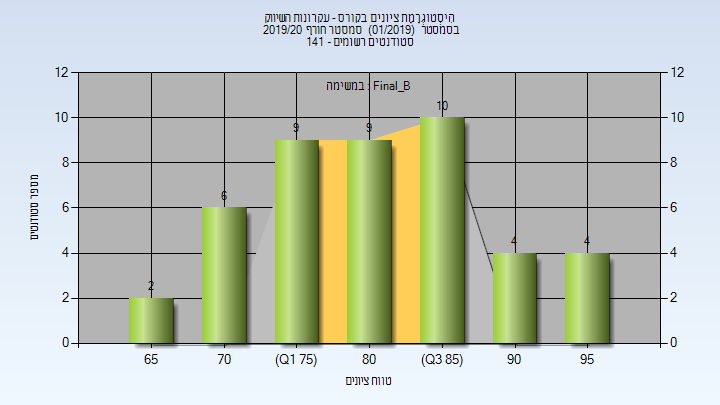 היסטוגרמת ציונים בקורס - עקרונות השיווק
בסמסטר (01/2019) סמסטר חורף 2019/20
סטודנטים רשומים - 141
במשימה : Final_B
מספר סטודנטים
12 12
10 10
8 8
6 6
4 4
2 2
0 0
2 6 9 9 10 4 4
65 70 (Q1 75) 80 (Q3 85) 90 95
טווח ציונים